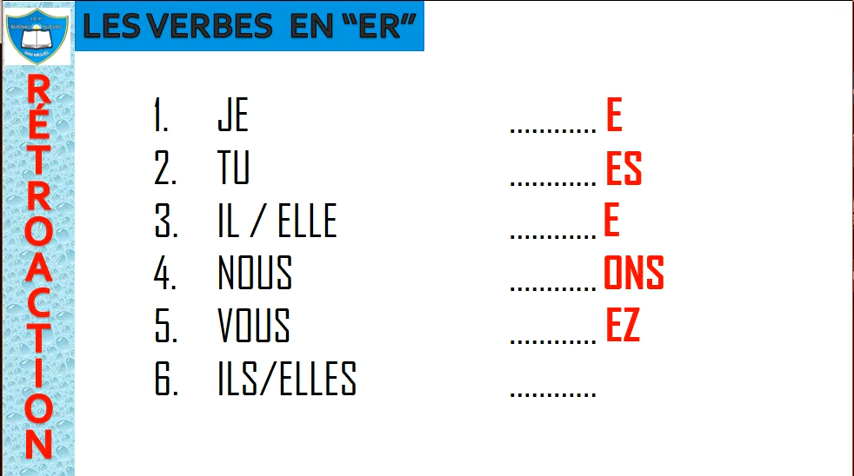 LES VERBES EN “ER”
RÉTROACTION
1. JE ............ E
2. TU ............ ES
3. IL / ELLE ............ E
4. NOUS ............ ONS
5. VOUS ............ EZ
6. ILS/ELLES ............